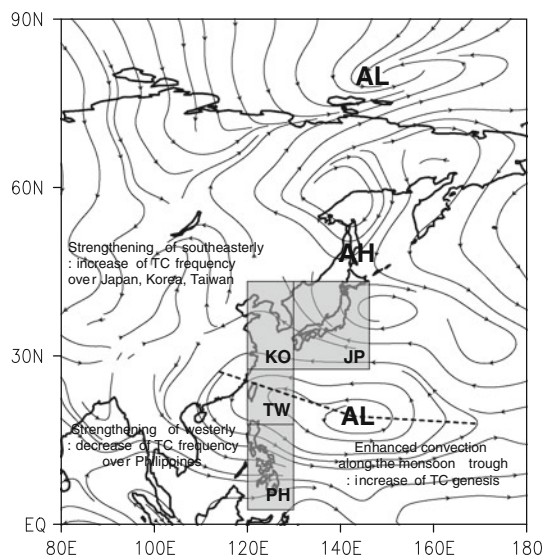 90N
AL
60N
Strengthening of southeasterly
: increase of TC frequency
over Japan, Korea, Taiwan
AH
30N
KO
JP
TW
AL
Strengthening of westerly
: decrease of TC frequency
over Philippines
Enhanced convection
along the monsoon trough
: increase of TC genesis
PH
EQ
80E
100E
120E
140E
160E
180